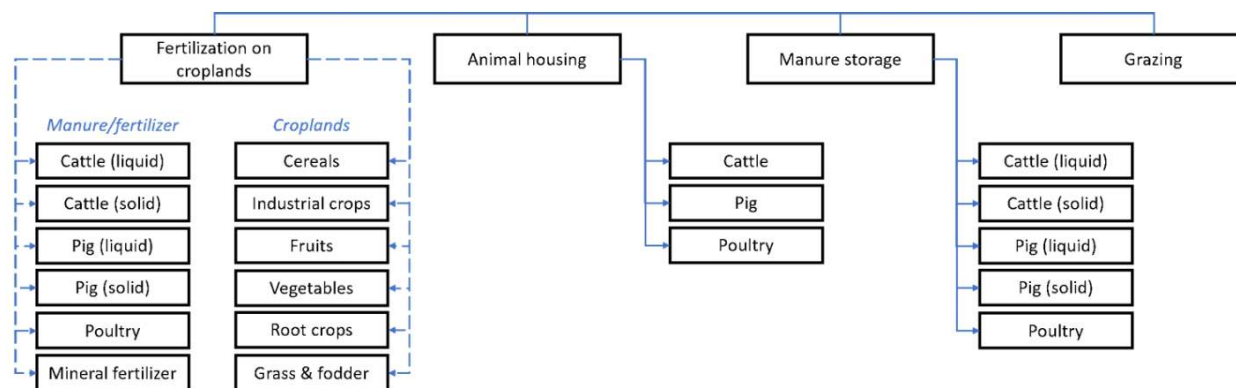 Fertilization on
croplands
Animal housing
Manure storage
Grazing
Manure/fertilizer
Croplands
Cattle (liquid)
Cereals
Cattle
Cattle (liquid)
Cattle (solid)
Industrial crops
Pig
Cattle (solid)
Pig (liquid)
Fruits
Poultry
Pig (liquid)
Pig (solid)
Vegetables
Pig (solid)
Poultry
Root crops
Poultry
Mineral fertilizer
Grass & fodder